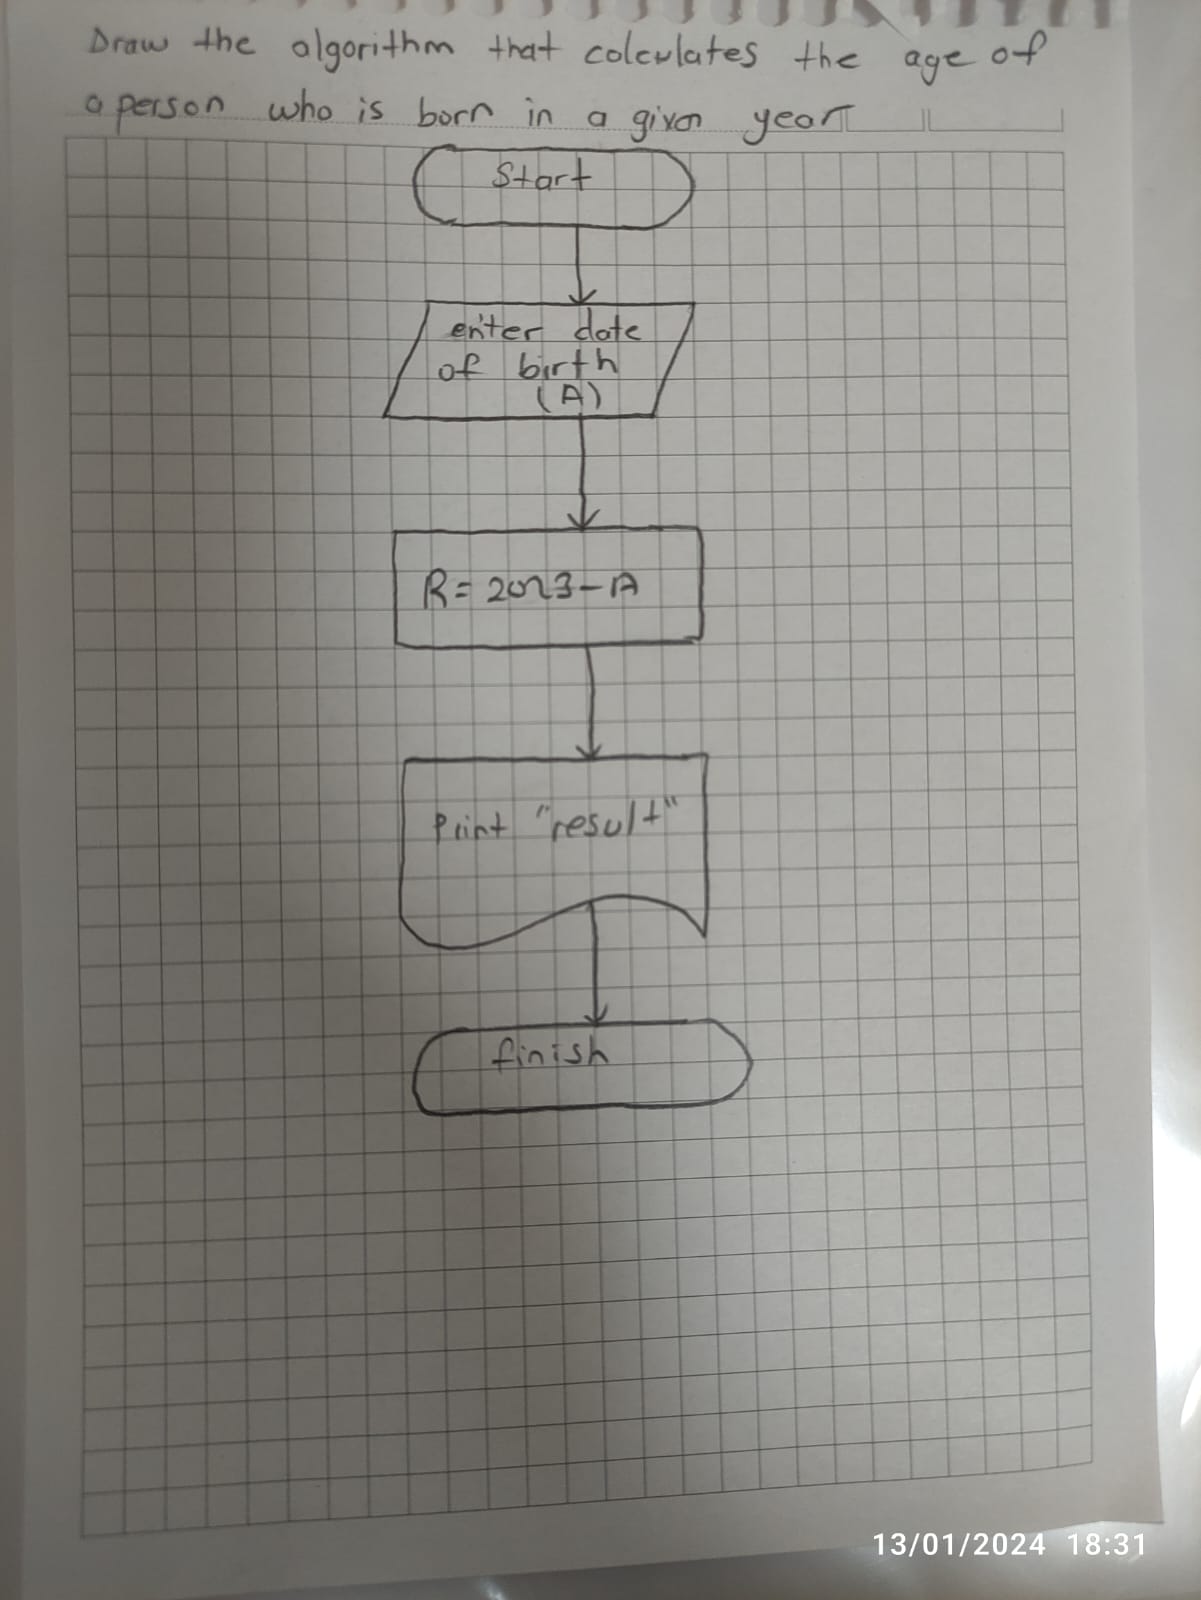 Draw the algorithm that calculates the age of
a person who is born in a given year
Start
enter date
of birth
(A)
R= 2023-A
Print "result"
finish
13/01/2024 18:31